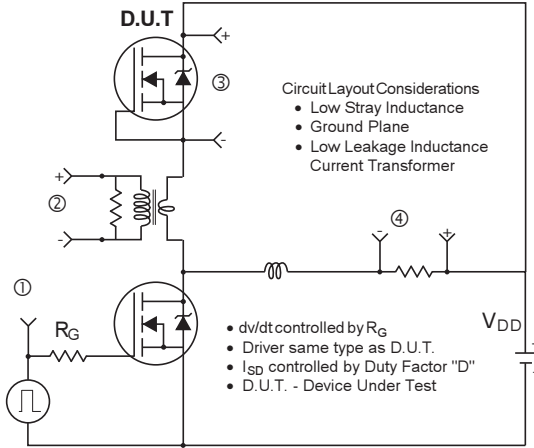 D.U.T
+
③
-
Circuit Layout Considerations
• Low Stray Inductance
• Ground Plane
• Low Leakage Inductance
Current Transformer
+
②
-
④
-
+
①
RG
VDD
• dv/dt controlled by RG
• Driver same type as D.U.T.
• ISD controlled by Duty Factor "D"
• D.U.T. - Device Under Test